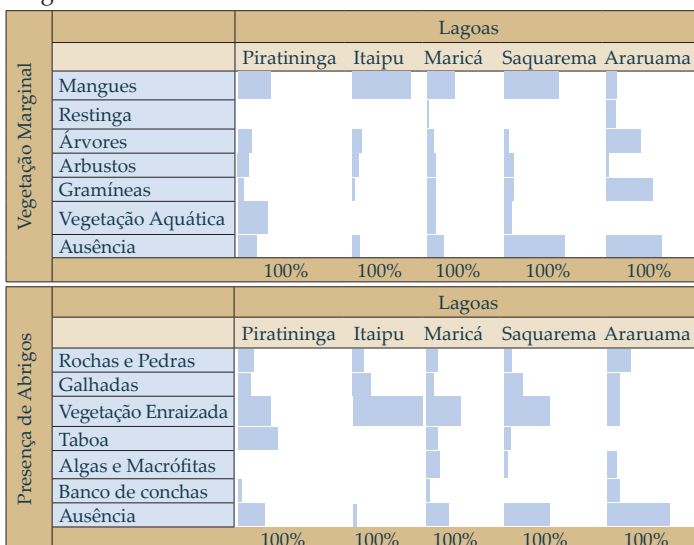 Lagoas
Piratininga Itaipu Maricá Saquarema Araruama
Vegetação Marginal
Mangues
Restinga
Árvores
Arbustos
Gramíneas
Vegetação Aquática
Ausência
100% 100% 100% 100% 100%
Lagoas
Piratininga Itaipu Maricá Saquarema Araruama
Presença de Abrigos
Rochas e Pedras
Galhadas
Vegetação Enraizada
Taboa
Algas e Macrófitas
Banco de conchas
Ausência
100% 100% 100% 100% 100%